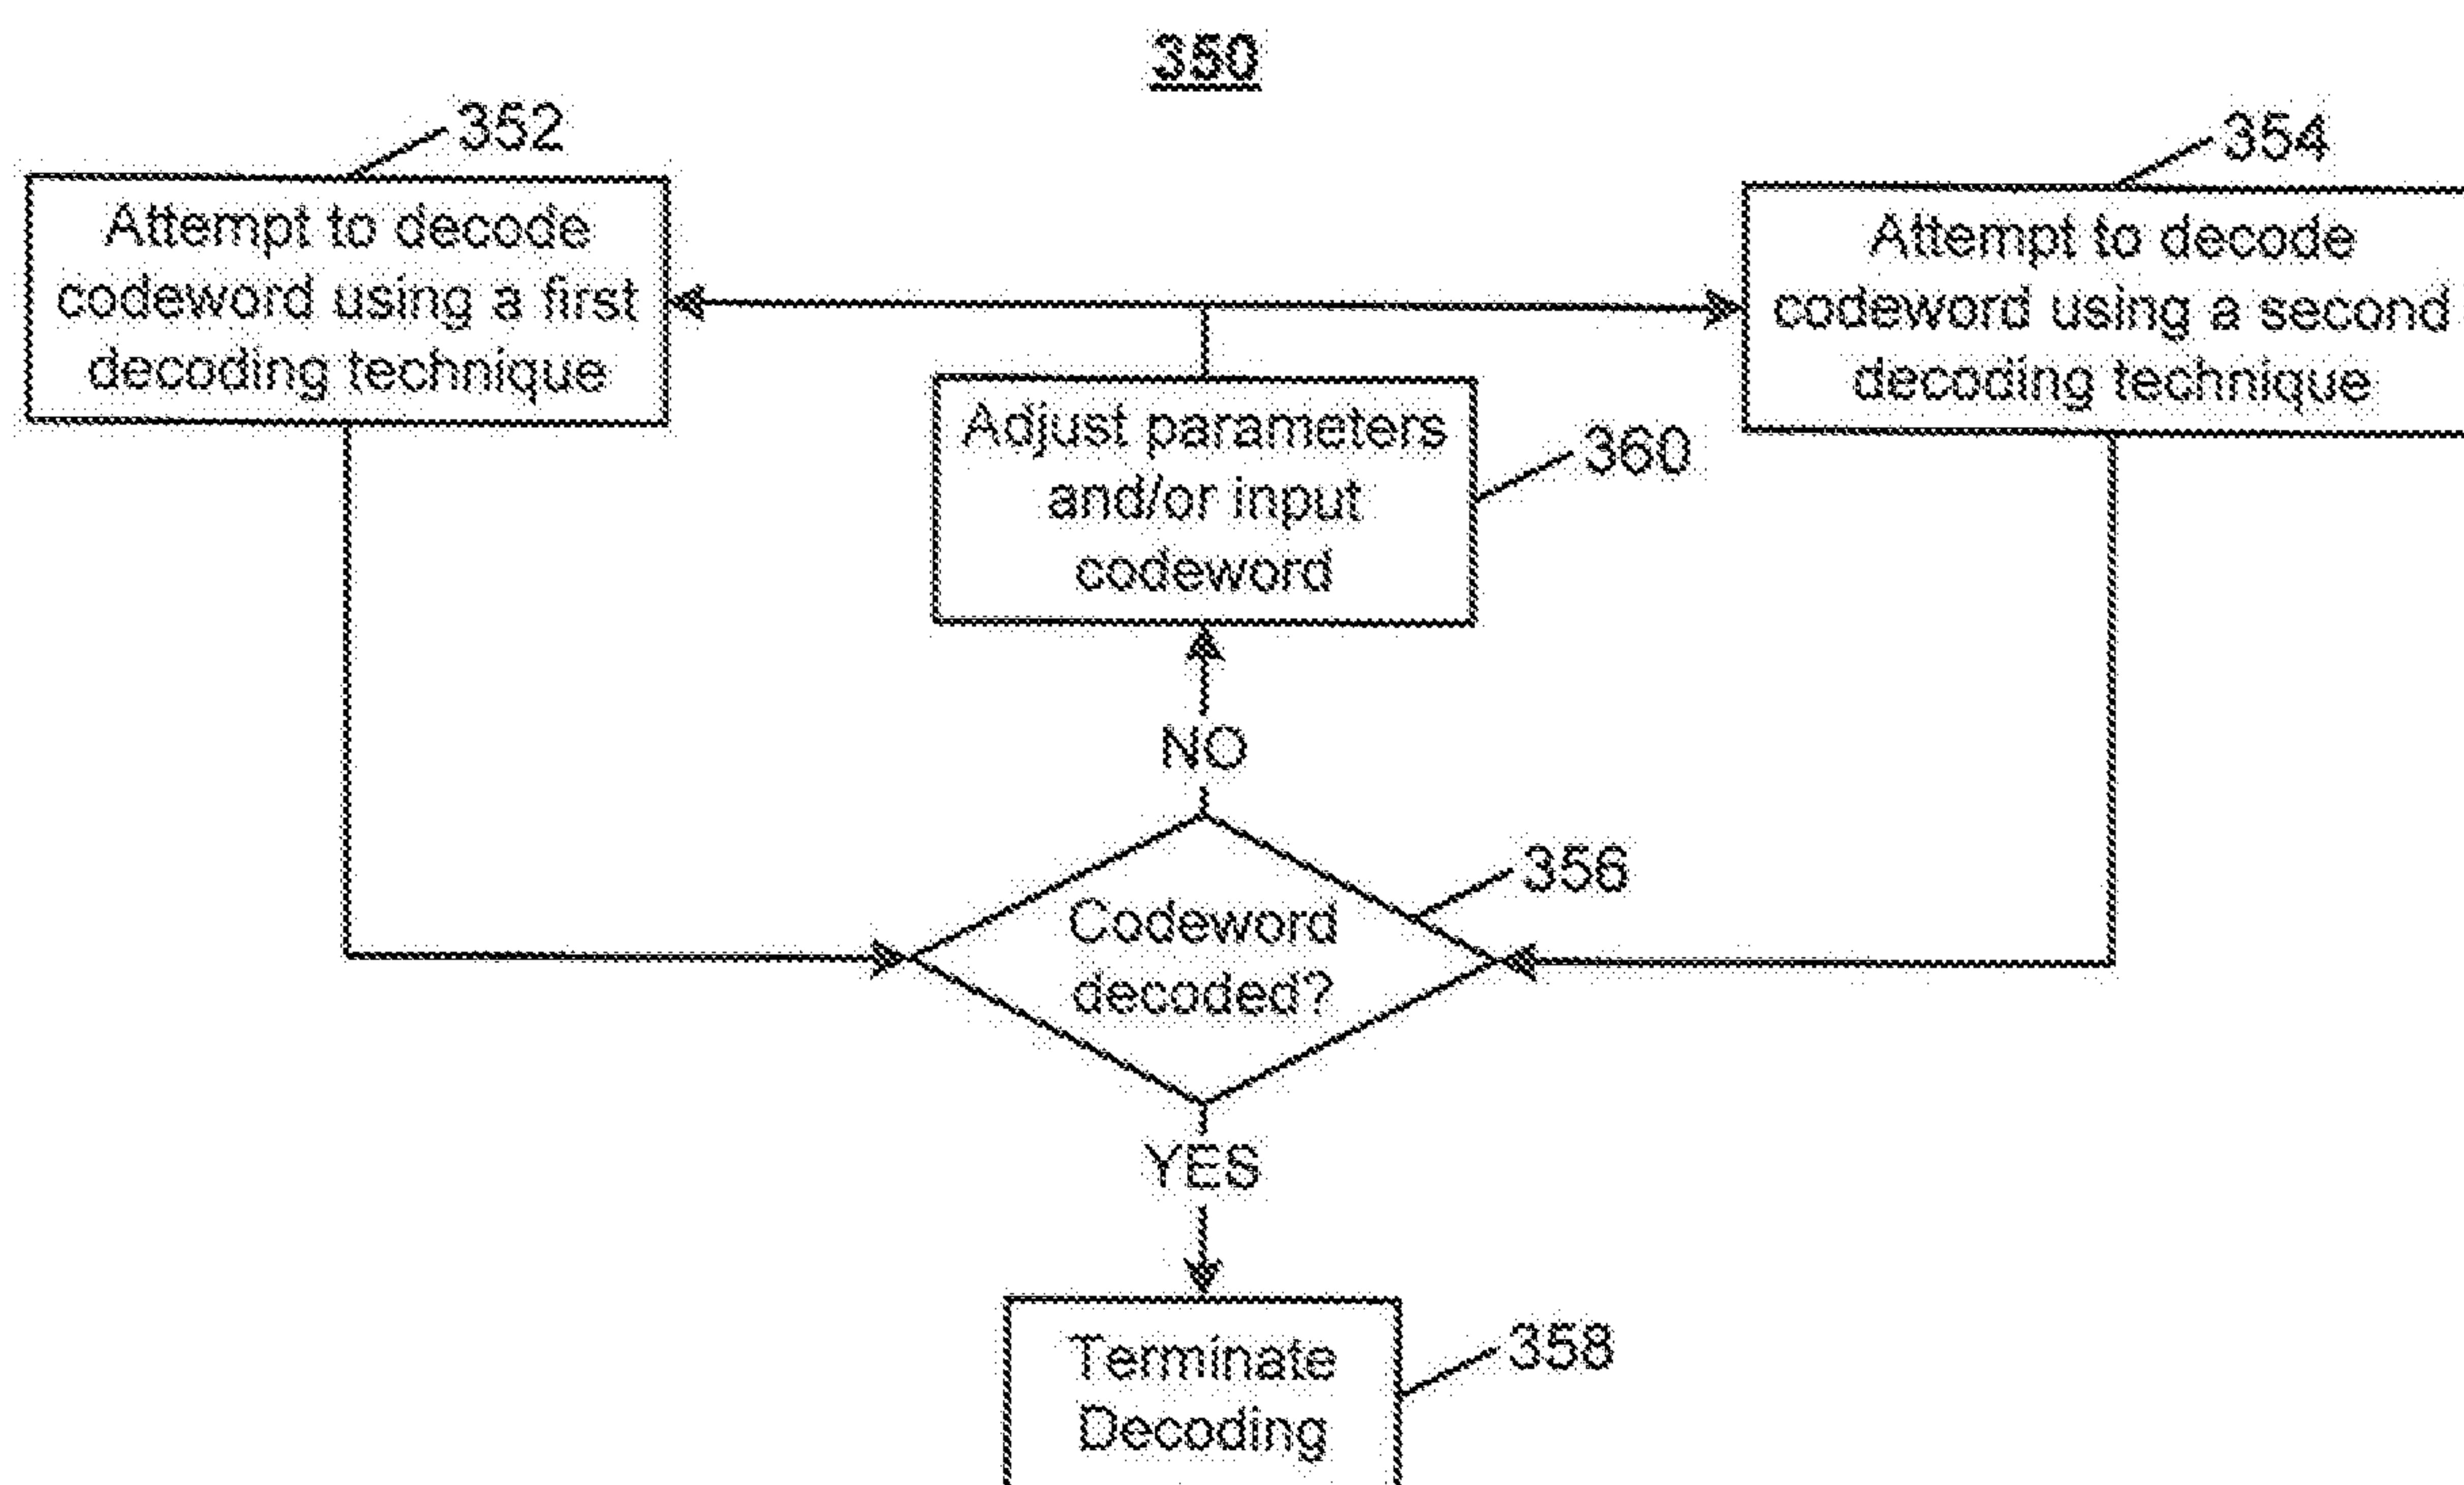 350
352
Attempt to decode
codeword using a first
decoding technique
354
Attempt to decode
codeword using a second
decoding technique
Adjust parameters
and/or input
codeword
360
NO
356
Codeword
decoded?
YES
358
Terminate
Decoding